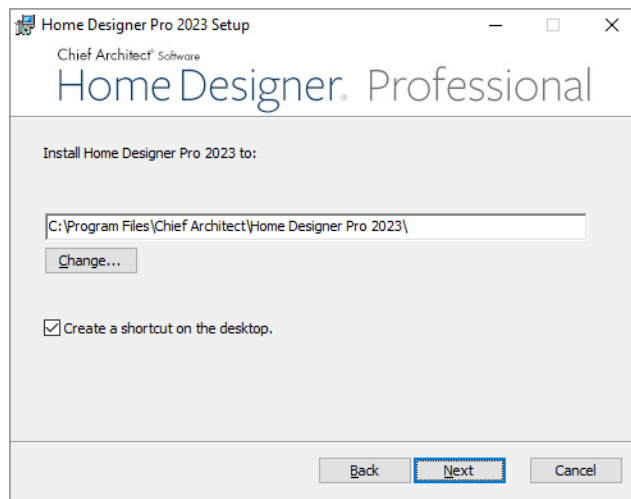 Home Designer Pro 2023 Setup
Chief Architect® Software
Home Designer® Professional
Install Home Designer Pro 2023 to:
C:\Program Files\Chief Architect\Home Designer Pro 2023\
Change...
Create a shortcut on the desktop.
Back Next Cancel